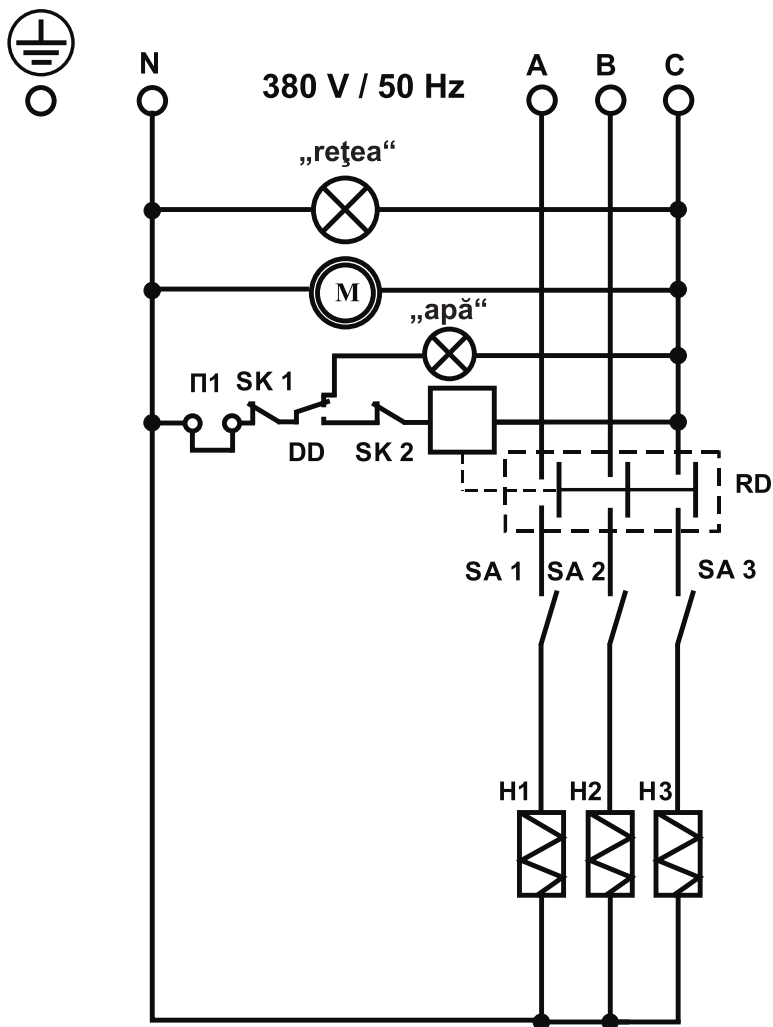 N
380 V / 50 Hz
A B C
„reţea“
M
„apă“
П1 SK 1
DD SK 2
RD
SA 1 SA 2 SA 3
H1 H2 H3